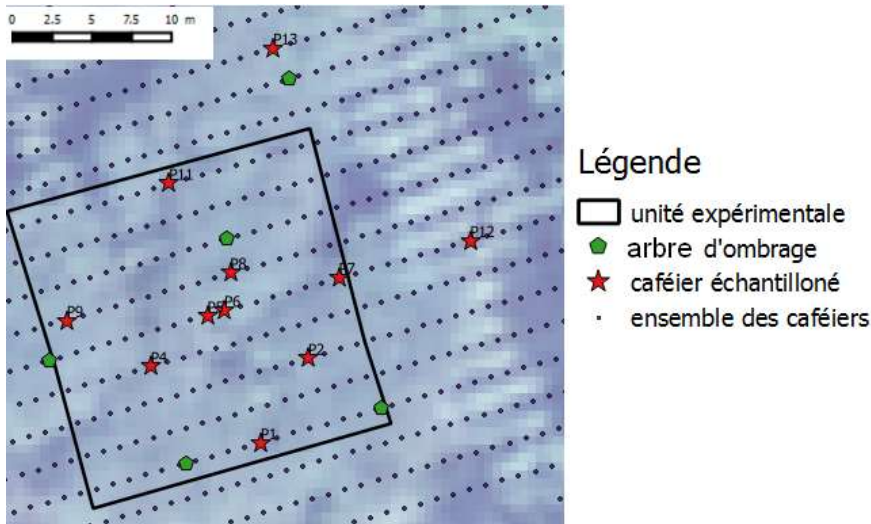 0 2.5 5 7.5 10 m
P13
P11
P12
P8
P7
P9
P5 P6
P4
P2
P1
Légende
unité expérimentale
arbre d'ombrage
caféier échantilloné
ensemble des caféiers